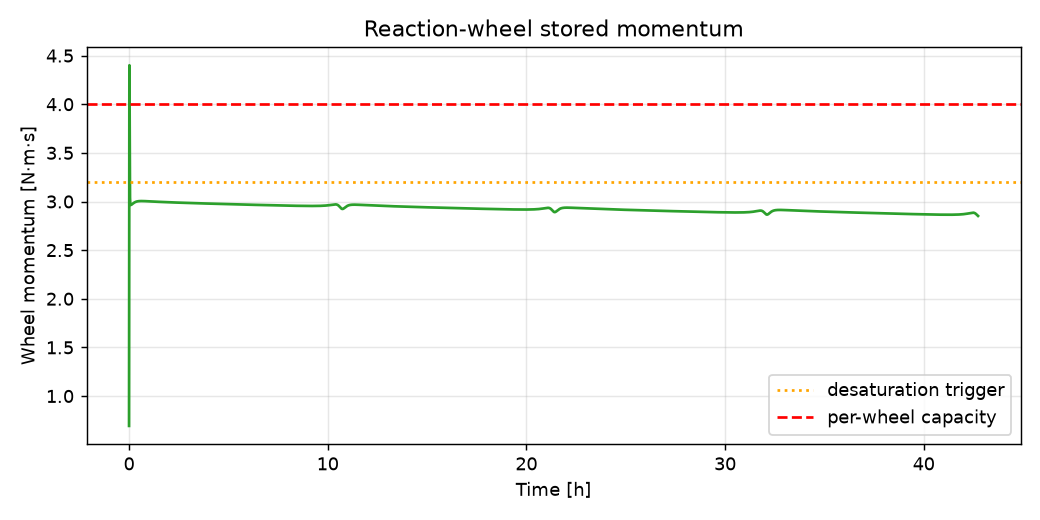 Reaction-wheel stored momentum
Wheel momentum [N·m·s]
4.5
4.0
3.5
3.0
2.5
2.0
1.5
1.0
desaturation trigger
per-wheel capacity
0 10 20 30 40
Time [h]